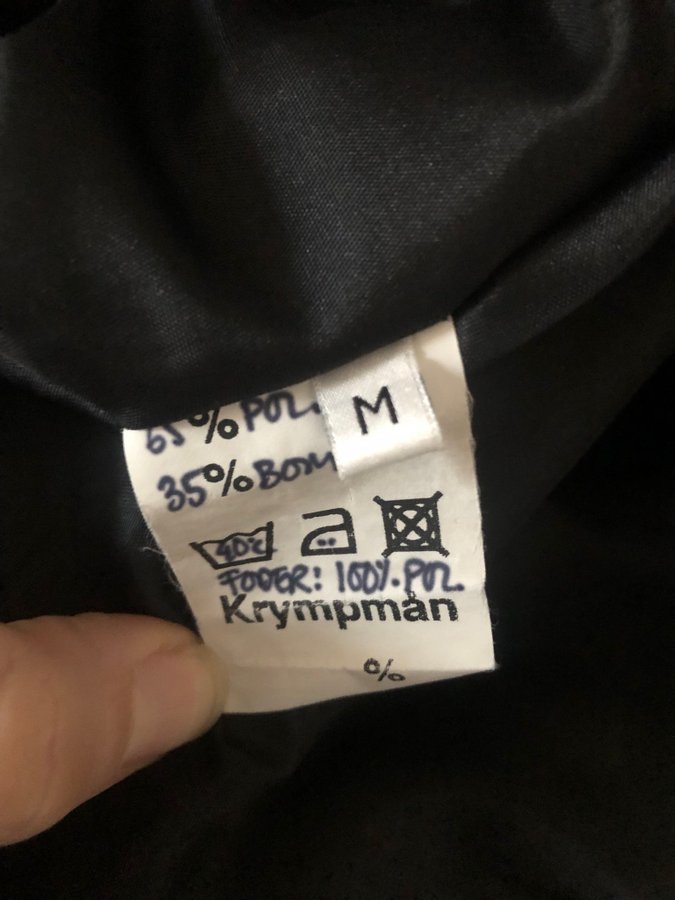 65% POL.
M
35% BOM
40°C
FODER: 100%. POL.
Krympmån
%